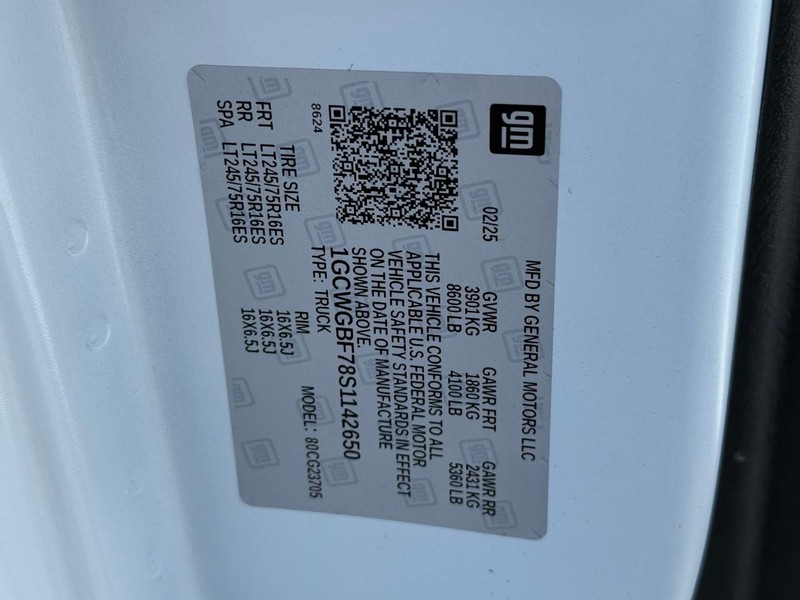 gm
MFD BY GENERAL MOTORS LLC
02/25
GVWR GAWR FRT GAWR RR
3901 KG 1860 KG 2431 KG
8600 LB 4100 LB 5360 LB
THIS VEHICLE CONFORMS TO ALL
APPLICABLE U.S. FEDERAL MOTOR
VEHICLE SAFETY STANDARDS IN EFFECT
ON THE DATE OF MANUFACTURE
SHOWN ABOVE.
1GCWGBF78S1142650
8624
TYPE: TRUCK MODEL: 80CG23705
TIRE SIZE RIM
FRT LT245/75R16ES 16X6.5J
RR LT245/75R16ES 16X6.5J
SPA LT245/75R16ES 16X6.5J